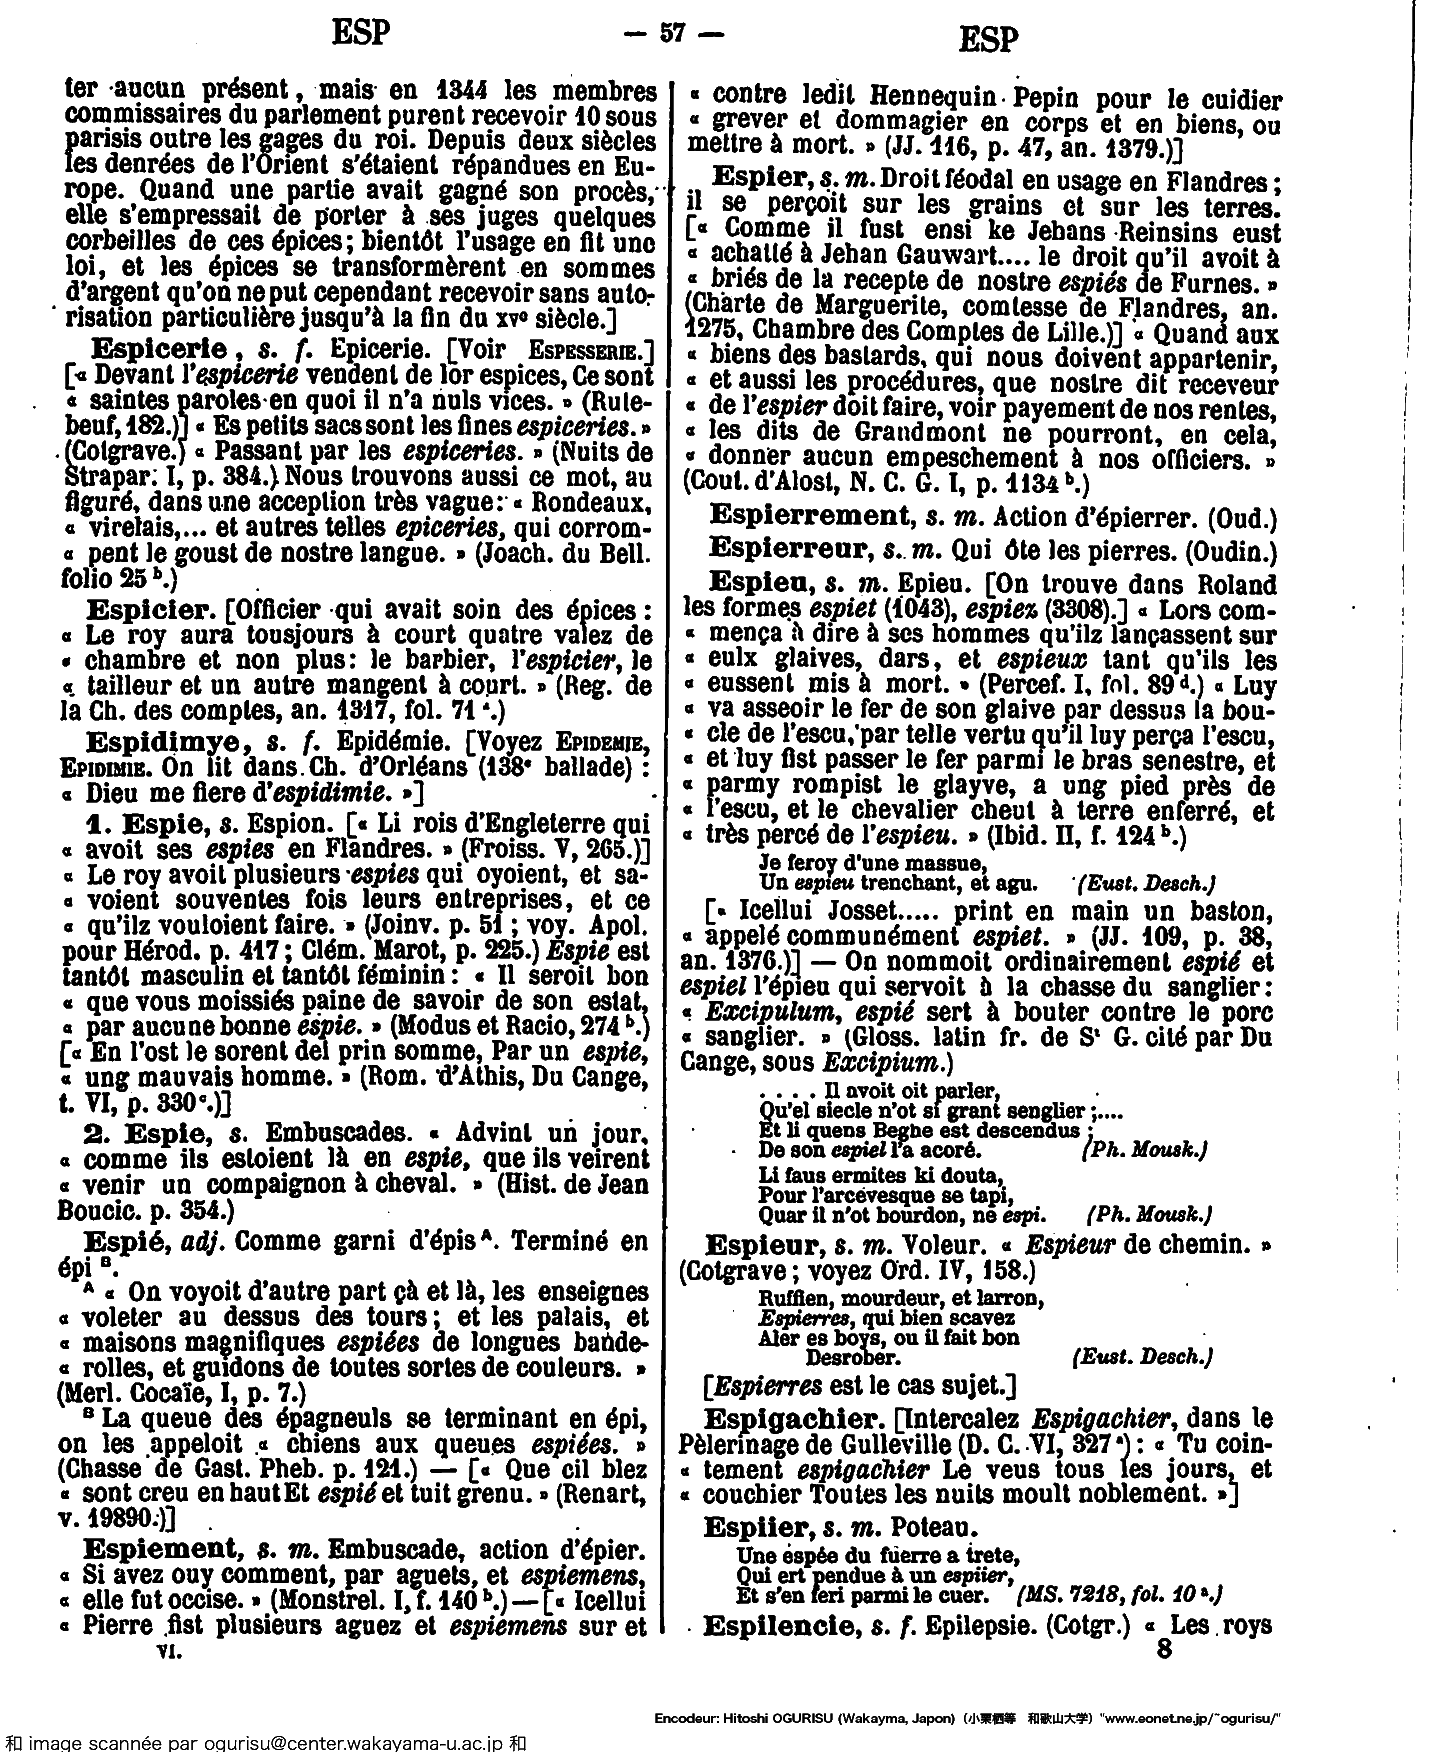 ESP
— 57 —
ESP
ter aucun présent, mais en 1344 les membres
commissaires du parlement purent recevoir 10 sous
parisis outre les gages du roi. Depuis deux siècles
les denrées de l'Orient s'étaient répandues en Eu-
rope. Quand une partie avait gagné son procès,
elle s'empressait de porter à ses juges quelques
corbeilles de ces épices; bientôt l'usage en fit une
loi, et les épices se transformèrent en sommes
d'argent qu'on ne put cependant recevoir sans auto-
risation particulière jusqu'à la fin du XVe siècle.]
Espicerie, s. f. Epicerie. [Voir ESPESSERIE.]
[« Devant l'espicerie vendent de lor espices, Ce sont
« saintes paroles en quoi il n'a nuls vices. » (Rute-
beuf, 182.)] « Es petits sacs sont les fines espiceries. »
(Cotgrave.) « Passant par les espiceries. » (Nuits de
Strapar. I, p. 384.) Nous trouvons aussi ce mot, au
figuré, dans une acception très vague: « Rondeaux,
« virelais,... et autres telles epiceries, qui corrom-
« pent le goust de nostre langue. » (Joach. du Bell.
folio 25 b.)
Espicier. [Officier qui avait soin des épices :
« Le roy aura tousjours à court quatre valez de
« chambre et non plus: le barbier, l'espicier, le
« tailleur et un autre mangent à court. » (Reg. de
la Ch. des comptes, an. 1317, fol. 71 a.)
Espidimye, s. f. Epidémie. [Voyez EPIDEMIE,
EPIDIMIE. On lit dans Ch. d'Orléans (138e ballade) :
« Dieu me fiere d'espidimie. »]
1. Espie, s. Espion. [« Li rois d'Engleterre qui
« avoit ses espies en Flandres. » (Froiss. V, 265.)]
« Le roy avoit plusieurs espies qui oyoient, et sa-
« voient souventes fois leurs entreprises, et ce
« qu'ilz vouloient faire. » (Joinv. p. 51 ; voy. Apol.
pour Hérod. p. 417 ; Clém. Marot, p. 225.) Espie est
tantôt masculin et tantôt féminin : « Il seroit bon
« que vous moissiés paine de savoir de son estat,
« par aucune bonne espie. » (Modus et Racio, 274 b.)
[« En l'ost le sorent del prin somme, Par un espie,
« ung mauvais homme. » (Rom. d'Athis, Du Cange,
t. VI, p. 330 c.)]
2. Espie, s. Embuscades. « Advint un jour,
« comme ils estoient là en espie, que ils veirent
« venir un compaignon à cheval. » (Hist. de Jean
Boucic. p. 354.)
Espié, adj. Comme garni d'épis A. Terminé en
épi B.
A « On voyoit d'autre part çà et là, les enseignes
« voleter au dessus des tours; et les palais, et
« maisons magnifiques espiées de longues bande-
« rolles, et guidons de toutes sortes de couleurs. »
(Merl. Cocaïe, I, p. 7.)
B La queue des épagneuls se terminant en épi,
on les appeloit « chiens aux queues espiées. »
(Chasse de Gast. Pheb. p. 121.) — [« Que cil blez
« sont creu en haut Et espié et tuit grenu. » (Renart,
v. 19890.)]
Espiement, s. m. Embuscade, action d'épier.
« Si avez ouy comment, par aguets, et espiemens,
« elle fut occise. » (Monstrel. I, f. 140 b.) — [« Icellui
« Pierre fist plusieurs aguez et espiemens sur et
VI.
« contre ledit Hennequin Pepin pour le cuidier
« grever et dommagier en corps et en biens, ou
mettre à mort. » (JJ. 116, p. 47, an. 1379.)]
Espier, s. m. Droit féodal en usage en Flandres ;
il se perçoit sur les grains et sur les terres.
[« Comme il fust ensi ke Jehans Reinsins eust
« achatté à Jehan Gauwart.... le droit qu'il avoit à
« briés de la recepte de nostre espiés de Furnes. »
(Charte de Marguerite, comtesse de Flandres, an.
1275, Chambre des Comptes de Lille.)] « Quand aux
« biens des bastards, qui nous doivent appartenir,
« et aussi les procédures, que nostre dit receveur
« de l'espier doit faire, voir payement de nos rentes,
« les dits de Grandmont ne pourront, en cela,
« donner aucun empeschement à nos officiers. »
(Cout. d'Alost, N. C. G. I, p. 1134 b.)
Espierrement, s. m. Action d'épierrer. (Oud.)
Espierreur, s. m. Qui ôte les pierres. (Oudin.)
Espieu, s. m. Epieu. [On trouve dans Roland
les formes espiet (1043), espiez (3308).] « Lors com-
« mença à dire à ses hommes qu'ilz lançassent sur
« eulx glaives, dars, et espieux tant qu'ils les
« eussent mis à mort. » (Percef. I, fol. 89 d.) « Luy
« va asseoir le fer de son glaive par dessus la bou-
« cle de l'escu, par telle vertu qu'il luy perça l'escu,
« et luy fist passer le fer parmi le bras senestre, et
« parmy rompist le glayve, a ung pied près de
« l'escu, et le chevalier cheut à terre enferré, et
« très percé de l'espieu. » (Ibid. II, f. 124 b.)
Je feroy d'une massue,
Un espieu trenchant, et agu. (Eust. Desch.)
[« Icellui Josset..... print en main un baston,
« appelé communément espiet. » (JJ. 109, p. 38,
an. 1376.)] — On nommoit ordinairement espié et
espiel l'épieu qui servoit à la chasse du sanglier :
« Excipulum, espié sert à bouter contre le porc
« sanglier. » (Gloss. latin fr. de St G. cité par Du
Cange, sous Excipium.)
. . . . Il avoit oit parler,
Qu'el siecle n'ot si grant senglier ;....
Et li quens Beghe est descendus ;
De son espiel l'a acoré. (Ph. Mousk.)
Li faus ermites ki douta,
Pour l'arcévesque se tapi,
Quar il n'ot bourdon, ne espi. (Ph. Mousk.)
Espieur, s. m. Voleur. « Espieur de chemin. »
(Cotgrave ; voyez Ord. IV, 158.)
Ruffien, mourdeur, et larron,
Espierres, qui bien scavez
Aler es boys, ou il fait bon
Desrober. (Eust. Desch.)
[Espierres est le cas sujet.]
Espigachier. [Intercalez Espigachier, dans le
Pèlerinage de Gulleville (D. C. VI, 327 a) : « Tu coin-
« tement espigachier Le veus tous les jours, et
« couchier Toutes les nuits moult noblement. »]
Espiier, s. m. Poteau.
Une espée du fuerre a trete,
Qui ert pendue à un espiier,
Et s'en feri parmi le cuer. (MS. 7218, fol. 10 a.)
Espilencie, s. f. Epilepsie. (Cotgr.) « Les roys
8
Encodeur: Hitoshi OGURISU (Wakayma, Japon) (小栗栖等 和歌山大学) "www.eonet.ne.jp/~ogurisu/"
和 image scannée par ogurisu@center.wakayama-u.ac.jp 和